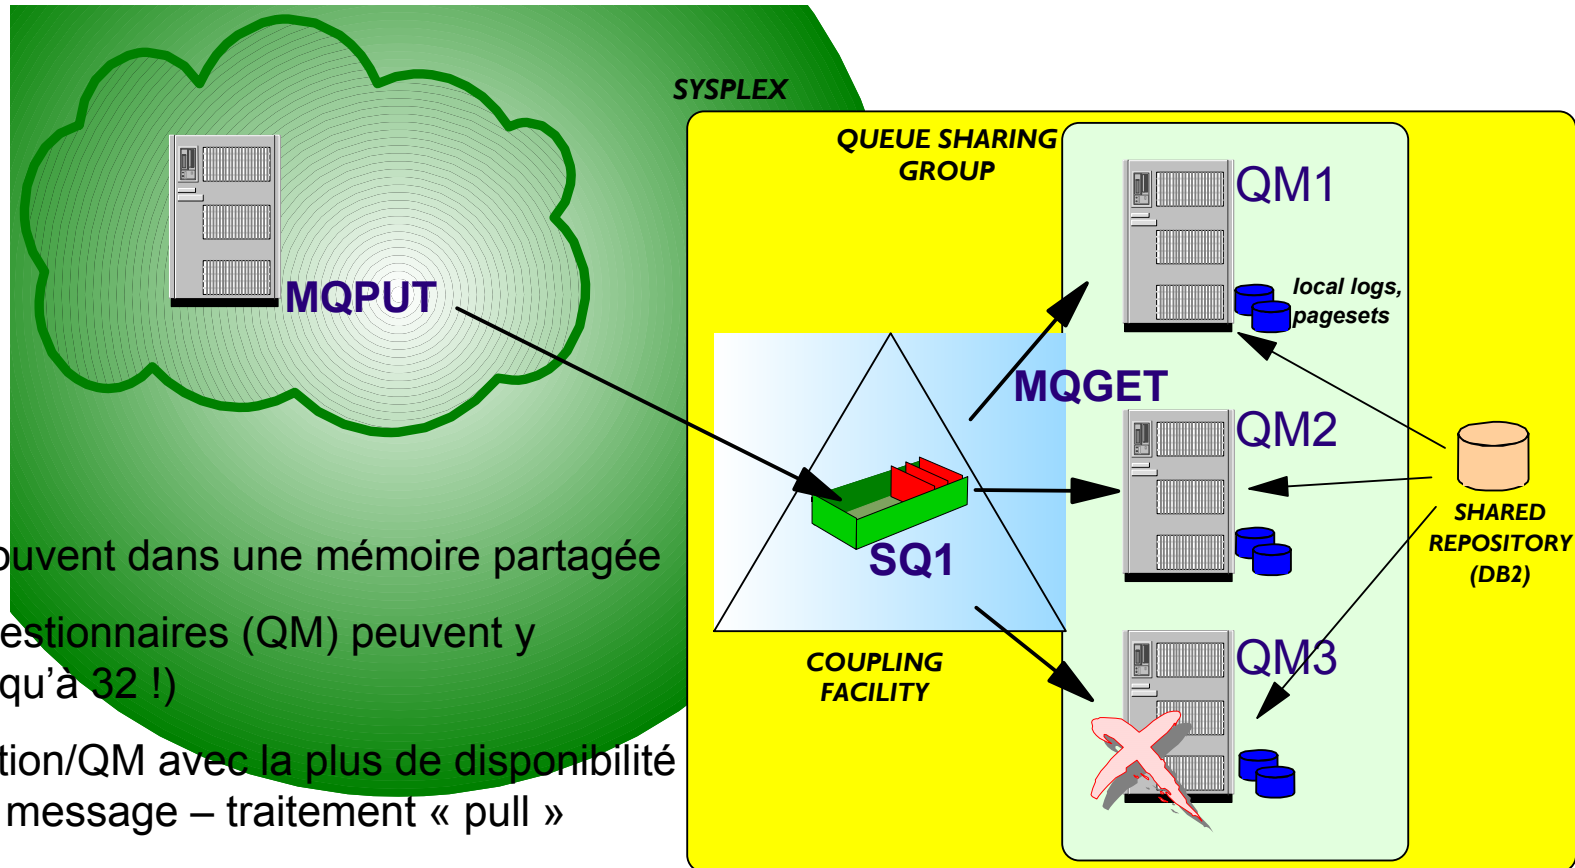 SYSPLEX
QUEUE SHARING
GROUP
QM1
local logs,
pagesets
MQPUT
MQGET
QM2
SQ1
SHARED
REPOSITORY
(DB2)
QM3
COUPLING
FACILITY
ouvent dans une mémoire partagée
estionnaires (QM) peuvent y
qu’à 32 !)
tion/QM avec la plus de disponibilité
message – traitement « pull »